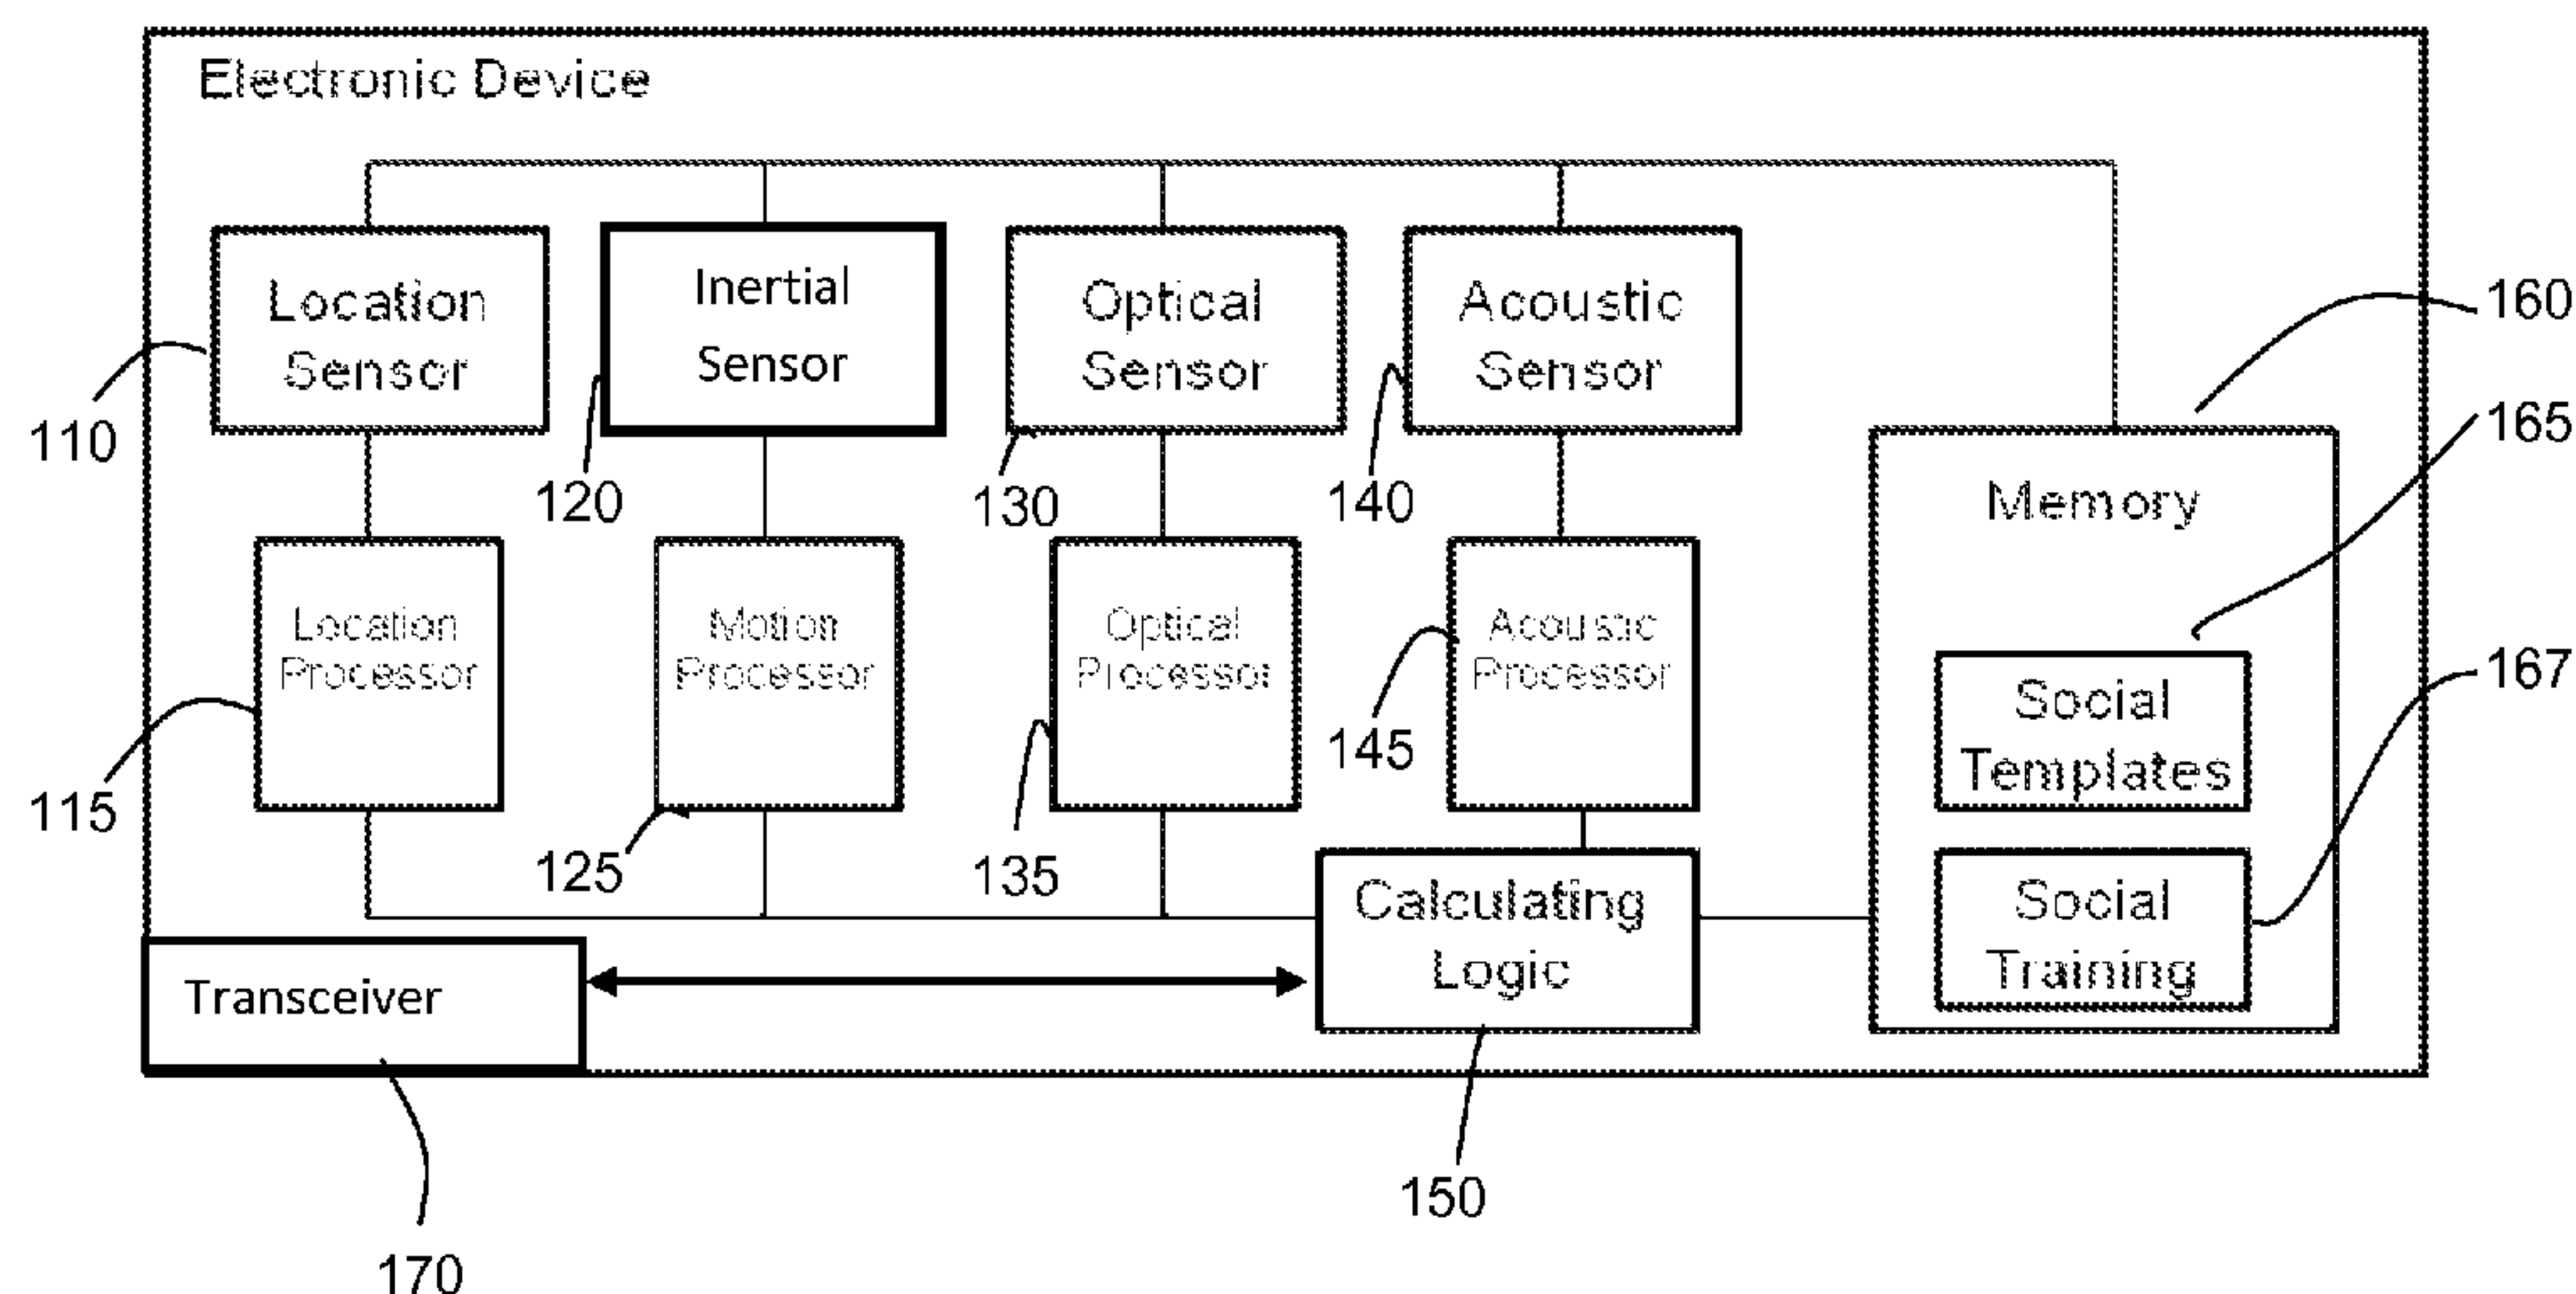 Electronic Device
Location
Sensor
Inertial
Sensor
Optical
Sensor
Acoustic
Sensor
160
165
110
120
130
140
Memory
Location
Processor
Motion
Processor
Optical
Processor
Acoustic
Processor
167
Social
Templates
145
115
125
135
Calculating
Logic
Social
Training
Transceiver
150
170